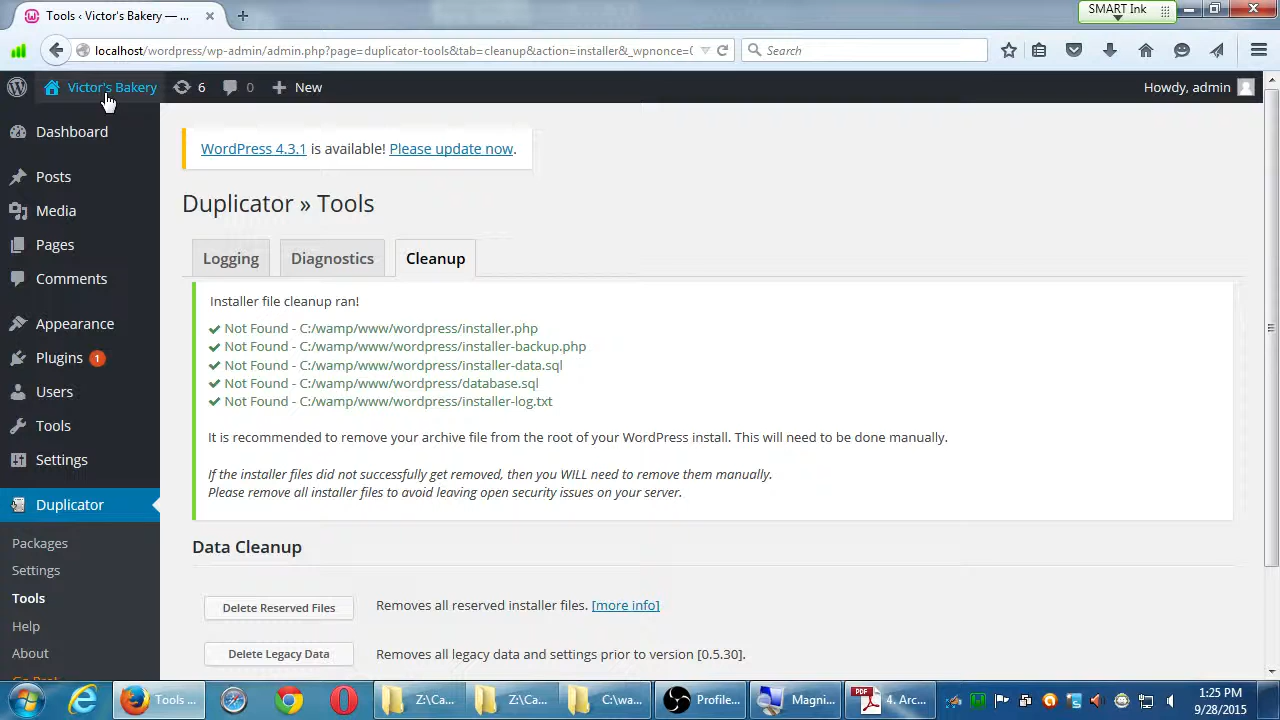 Tools ‹ Victor's Bakery — ...
SMART Ink
localhost/wordpress/wp-admin/admin.php?page=duplicator-tools&tab=cleanup&action=installer&_wpnonce=
Search
Victor's Bakery
6
0
New
Howdy, admin
Dashboard
Posts
Media
Pages
Comments
Appearance
Plugins 1
Users
Tools
Settings
Duplicator
Packages
Settings
Tools
Help
About
WordPress 4.3.1 is available! Please update now.
Duplicator » Tools
Logging
Diagnostics
Cleanup
Installer file cleanup ran!
Not Found - C:/wamp/www/wordpress/installer.php
Not Found - C:/wamp/www/wordpress/installer-backup.php
Not Found - C:/wamp/www/wordpress/installer-data.sql
Not Found - C:/wamp/www/wordpress/database.sql
Not Found - C:/wamp/www/wordpress/installer-log.txt
It is recommended to remove your archive file from the root of your WordPress install. This will need to be done manually.
If the installer files did not successfully get removed, then you WILL need to remove them manually.
Please remove all installer files to avoid leaving open security issues on your server.
Data Cleanup
Delete Reserved Files
Removes all reserved installer files. [more info]
Delete Legacy Data
Removes all legacy data and settings prior to version [0.5.30].
Tools ...
Z:\Ca...
Z:\Ca...
C:\wa...
Profile...
Magni...
PDF
4. Arc...
1:25 PM
9/28/2015